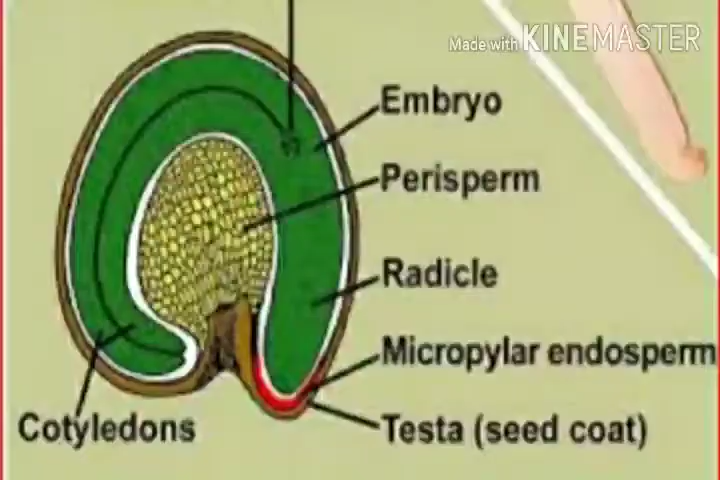 Made with KINEMASTER
Embryo
Perisperm
Radicle
Micropylar endosperm
Cotyledons
Testa (seed coat)